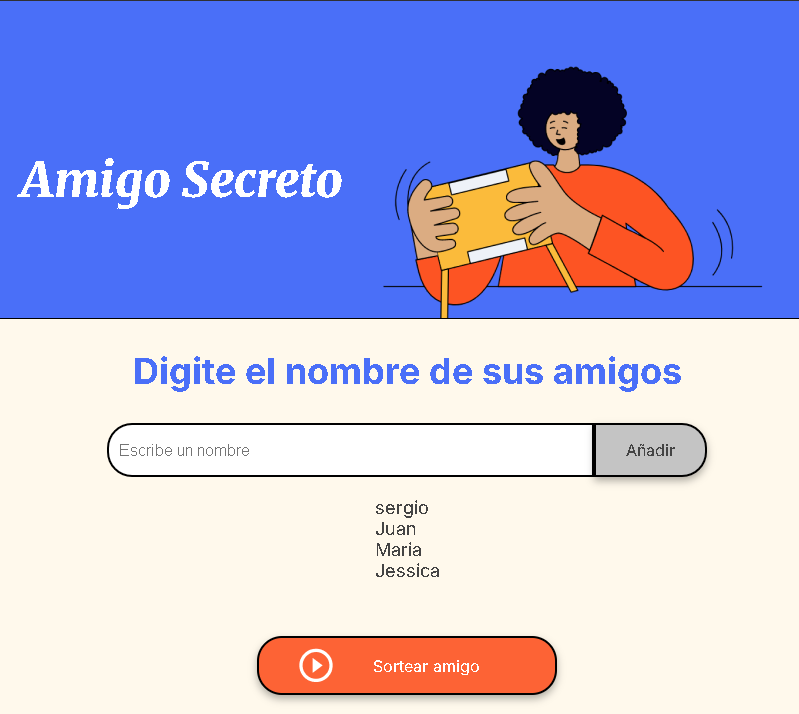 Amigo Secreto
Digite el nombre de sus amigos
Escribe un nombre
Añadir
sergio
Juan
Maria
Jessica
Sortear amigo